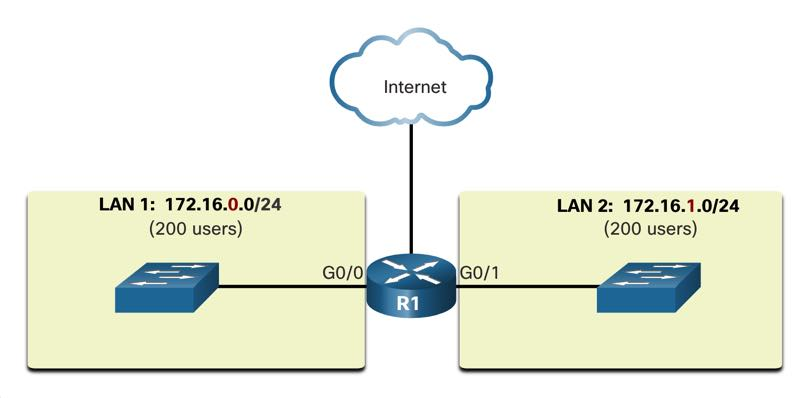 Internet
LAN 1: 172.16.0.0/24
(200 users)
LAN 2: 172.16.1.0/24
(200 users)
G0/0
G0/1
R1